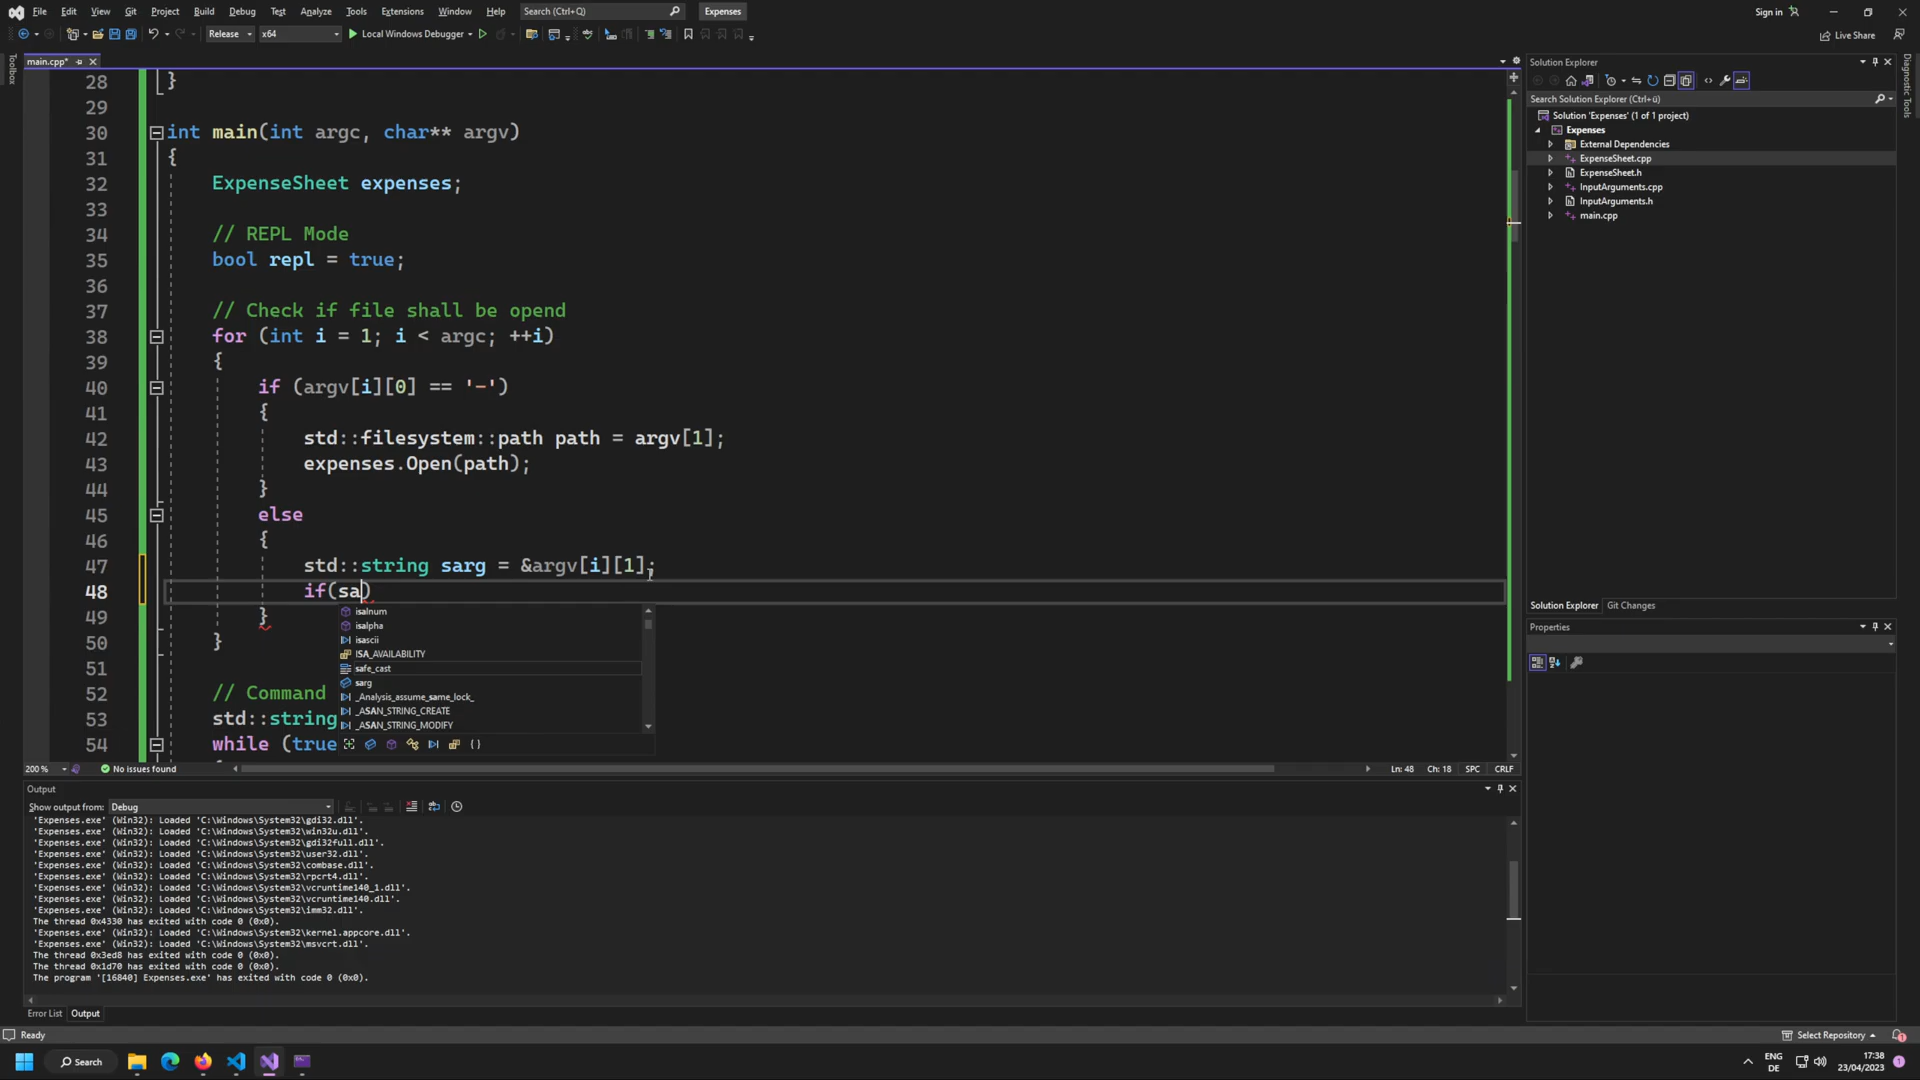 File Edit View Git Project Build Debug Test Analyze Tools Extensions Window Help Search (Ctrl+Q) Expenses Sign in
Release x64 Local Windows Debugger Live Share
Toolbox
main.cpp*
28 }
29
30 int main(int argc, char** argv)
31 {
32 ExpenseSheet expenses;
33
34 // REPL Mode
35 bool repl = true;
36
37 // Check if file shall be opend
38 for (int i = 1; i < argc; ++i)
39 {
40 if (argv[i][0] == '-')
41 {
42 std::filesystem::path path = argv[1];
43 expenses.Open(path);
44 }
45 else
46 {
47 std::string sarg = &argv[i][1];
48 if(sa)
49 }
50 }
51
52 // Command
53 std::string
54 while (true
isalnum
isalpha
isascii
ISA_AVAILABILITY
safe_cast
sarg
_Analysis_assume_same_lock_
_ASAN_STRING_CREATE
_ASAN_STRING_MODIFY
200 % No issues found Ln: 48 Ch: 18 SPC CRLF
Output
Show output from: Debug
'Expenses.exe' (Win32): Loaded 'C:\Windows\System32\gdi32.dll'.
'Expenses.exe' (Win32): Loaded 'C:\Windows\System32\win32u.dll'.
'Expenses.exe' (Win32): Loaded 'C:\Windows\System32\gdi32full.dll'.
'Expenses.exe' (Win32): Loaded 'C:\Windows\System32\user32.dll'.
'Expenses.exe' (Win32): Loaded 'C:\Windows\System32\combase.dll'.
'Expenses.exe' (Win32): Loaded 'C:\Windows\System32\rpcrt4.dll'.
'Expenses.exe' (Win32): Loaded 'C:\Windows\System32\vcruntime140_1.dll'.
'Expenses.exe' (Win32): Loaded 'C:\Windows\System32\vcruntime140.dll'.
'Expenses.exe' (Win32): Loaded 'C:\Windows\System32\imm32.dll'.
The thread 0x4330 has exited with code 0 (0x0).
'Expenses.exe' (Win32): Loaded 'C:\Windows\System32\kernel.appcore.dll'.
'Expenses.exe' (Win32): Loaded 'C:\Windows\System32\msvcrt.dll'.
The thread 0x3ed8 has exited with code 0 (0x0).
The thread 0x1d70 has exited with code 0 (0x0).
The program '[16840] Expenses.exe' has exited with code 0 (0x0).
Error List Output
Solution Explorer
Search Solution Explorer (Ctrl+ü)
Solution 'Expenses' (1 of 1 project)
Expenses
External Dependencies
ExpenseSheet.cpp
ExpenseSheet.h
InputArguments.cpp
InputArguments.h
main.cpp
Solution Explorer Git Changes
Properties
Diagnostic Tools
Ready Select Repository
Search
ENG
DE
17:38
23/04/2023